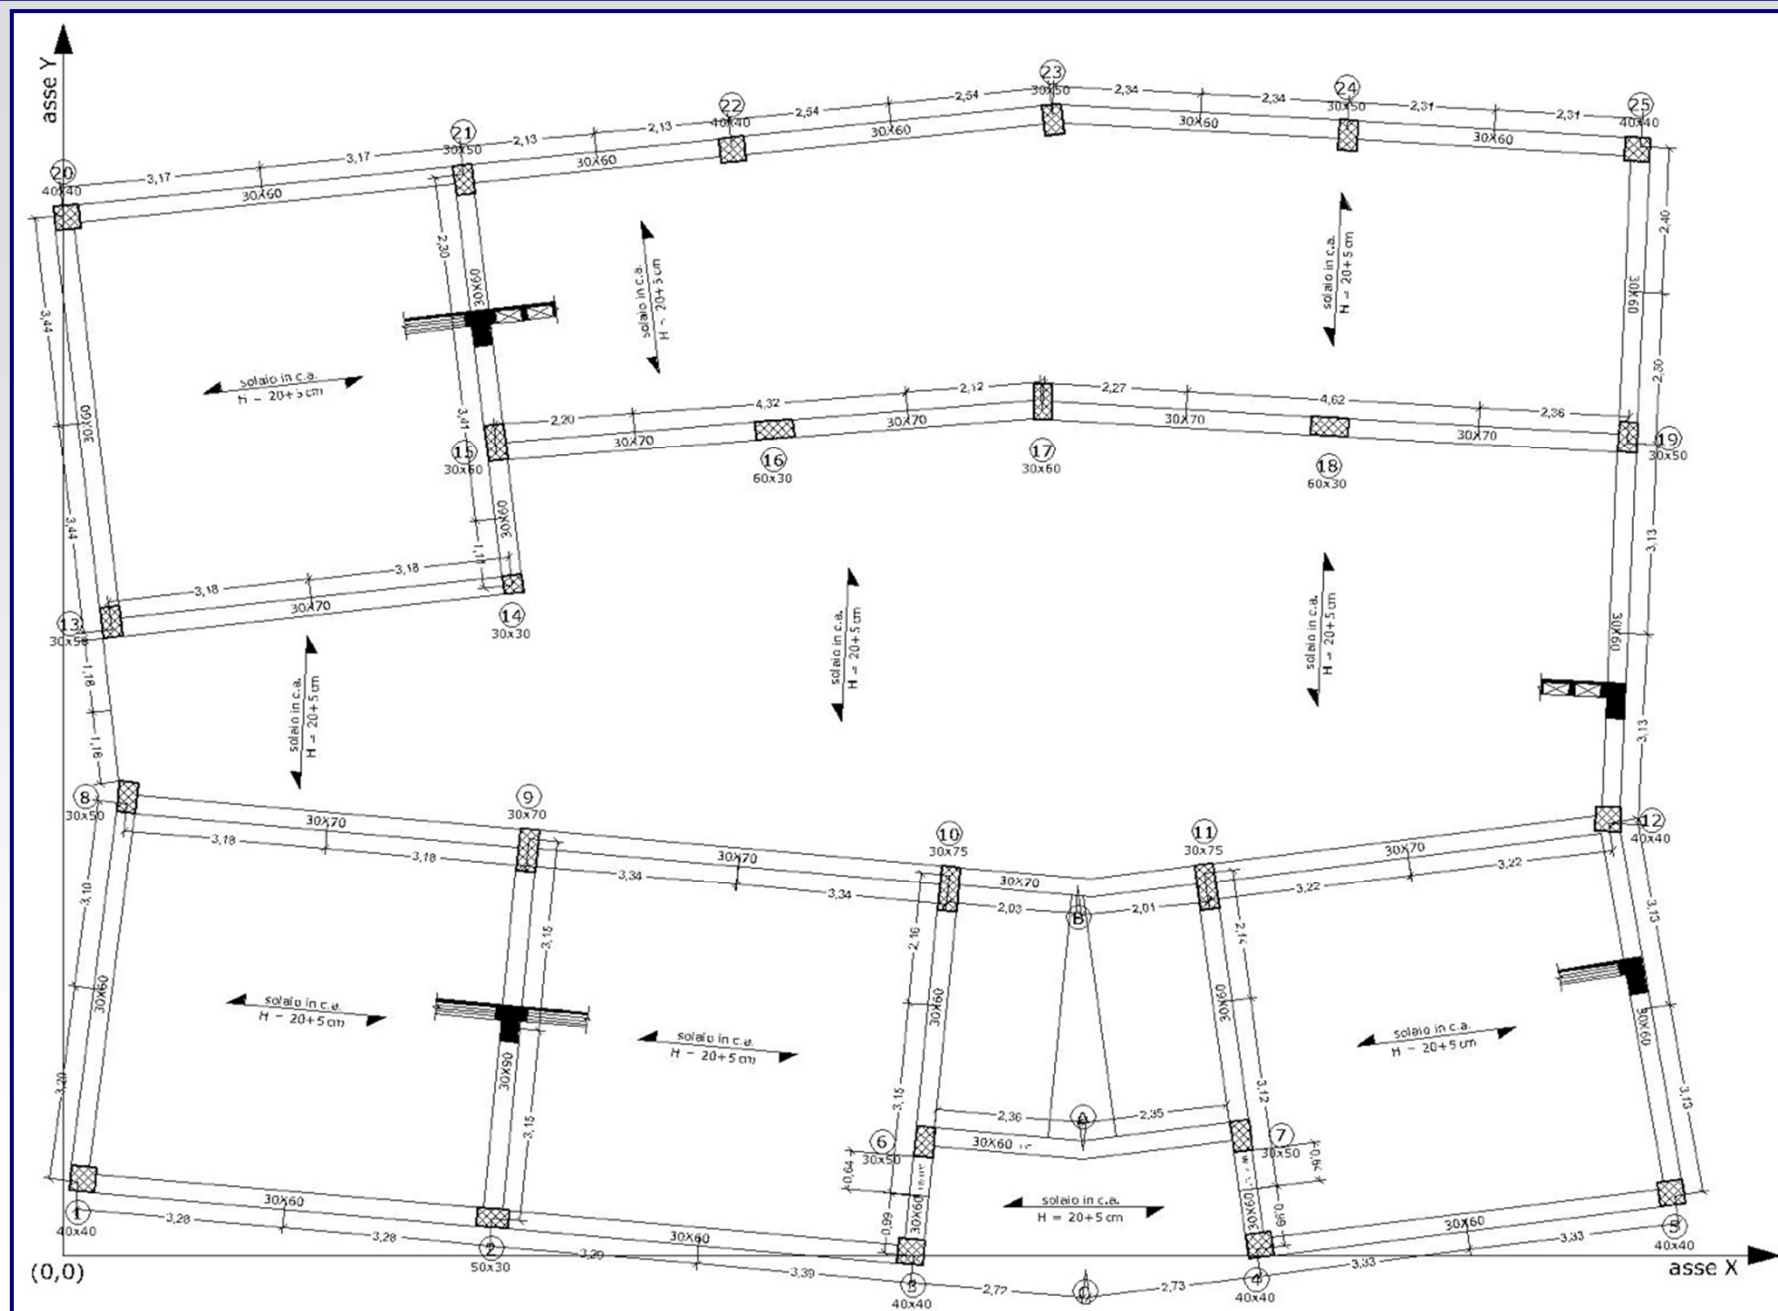 asse Y
23
30x50
2,54
2,34
2,34
24
30x50
2,31
2,31
25
40x40
22
40x40
2,54
21
30x50
2,13
2,13
3,17
3,17
20
40x40
30X60
30X60
30X60
30X60
30X60
2,40
2,30
30X60
3,44
solaio in c.a.
H = 20+5 cm
solaio in c.a.
H = 20+5 cm
30X60
2,50
solaio in c.a.
H = 20+5 cm
30X60
3,41
2,20
4,32
2,12
2,27
4,62
2,36
30X70
30X70
30X70
30X70
15
30x60
16
60x30
17
30x60
18
60x30
19
30x50
3,44
30X60
3,13
3,18
3,18
30X70
13
30x50
14
30x30
1,18
1,18
solaio in c.a.
H = 20+5 cm
solaio in c.a.
H = 20+5 cm
solaio in c.a.
H = 20+5 cm
30X60
3,13
8
30x50
9
30x70
10
30x75
11
30x75
12
40x40
30X70
30X70
30X70
30X70
3,18
3,18
3,34
3,34
2,03
B
2,01
3,22
3,22
3,10
3,15
2,16
2,14
3,13
30X60
30X60
30X60
30X60
solaio in c.a.
H = 20+5 cm
solaio in c.a.
H = 20+5 cm
solaio in c.a.
H = 20+5 cm
30X90
3,20
3,15
3,15
3,12
3,13
2,36
A
2,35
30X60
6
30x50
7
30x50
0,64
0,64
solaio in c.a.
H = 20+5 cm
30X60
30X60
0,99
0,99
1
40x40
30X60
30X60
30X60
3,28
3,28
2
50x30
3,39
3
40x40
2,77
C
2,73
4
40x40
3,33
3,33
5
40x40
(0,0)
asse X